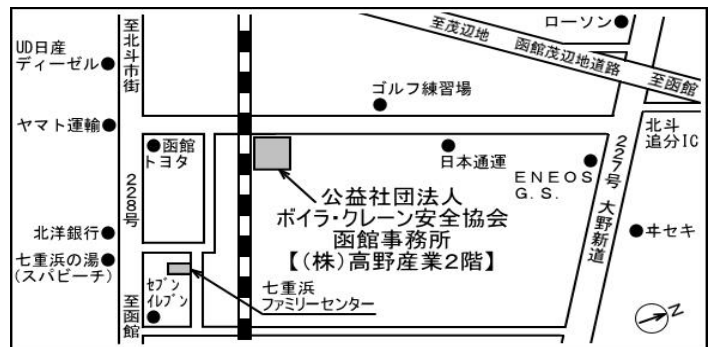 UD日産
ディーゼル
至北斗市街
ローソン
至茂辺地
函館茂辺地道路
至函館
ゴルフ練習場
ヤマト運輸
函館
トヨタ
日本通運
ENEOS
G.S.
北斗
追分IC
228号
227号 大野新道
公益社団法人
ボイラ・クレーン安全協会
函館事務所
【(株)高野産業2階】
北洋銀行
七重浜の湯
(スパビーチ)
ヰセキ
セブン
イレブン
七重浜
ファミリーセンター
至函館
N